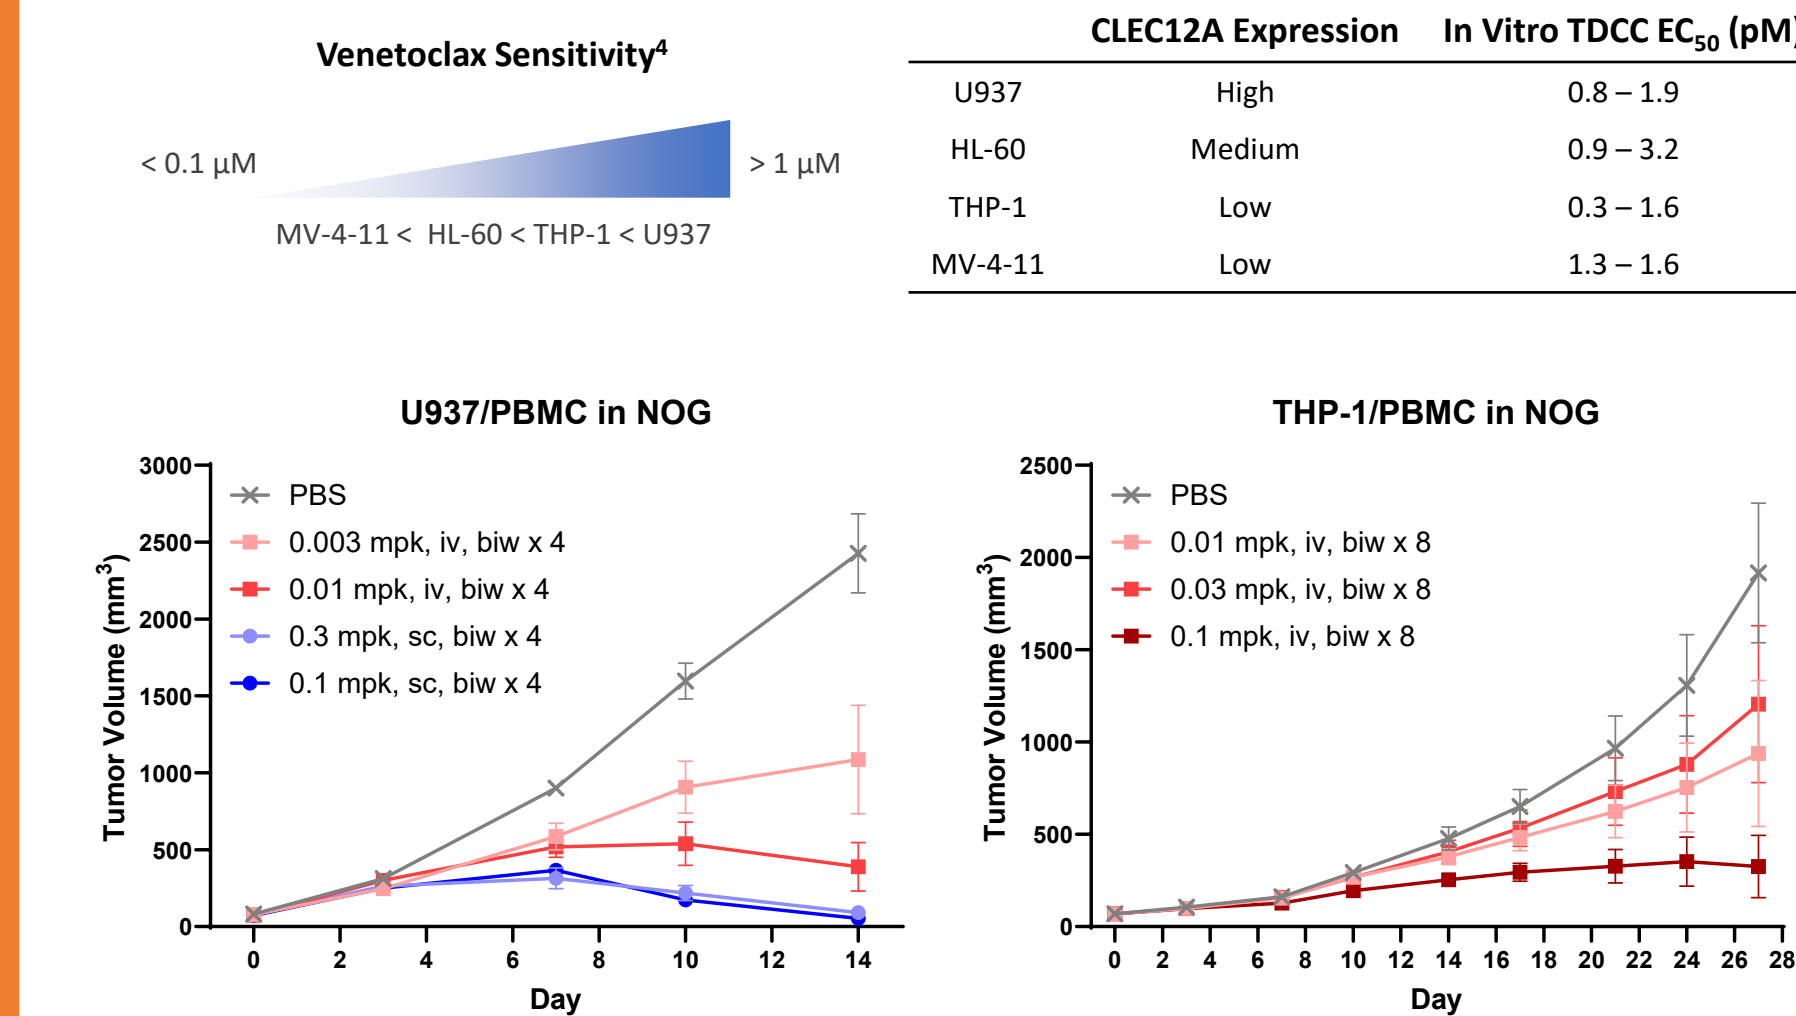 Venetoclax Sensitivity⁴
< 0.1 µM
> 1 µM
MV-4-11 < HL-60 < THP-1 < U937
CLEC12A Expression In Vitro TDCC EC₅₀ (pM)
U937 High 0.8 – 1.9
HL-60 Medium 0.9 – 3.2
THP-1 Low 0.3 – 1.6
MV-4-11 Low 1.3 – 1.6
U937/PBMC in NOG
Tumor Volume (mm³)
3000
2500
2000
1500
1000
500
0
PBS
0.003 mpk, iv, biw x 4
0.01 mpk, iv, biw x 4
0.3 mpk, sc, biw x 4
0.1 mpk, sc, biw x 4
0 2 4 6 8 10 12 14
Day
THP-1/PBMC in NOG
Tumor Volume (mm³)
2500
2000
1500
1000
500
0
PBS
0.01 mpk, iv, biw x 8
0.03 mpk, iv, biw x 8
0.1 mpk, iv, biw x 8
0 2 4 6 8 10 12 14 16 18 20 22 24 26 28
Day